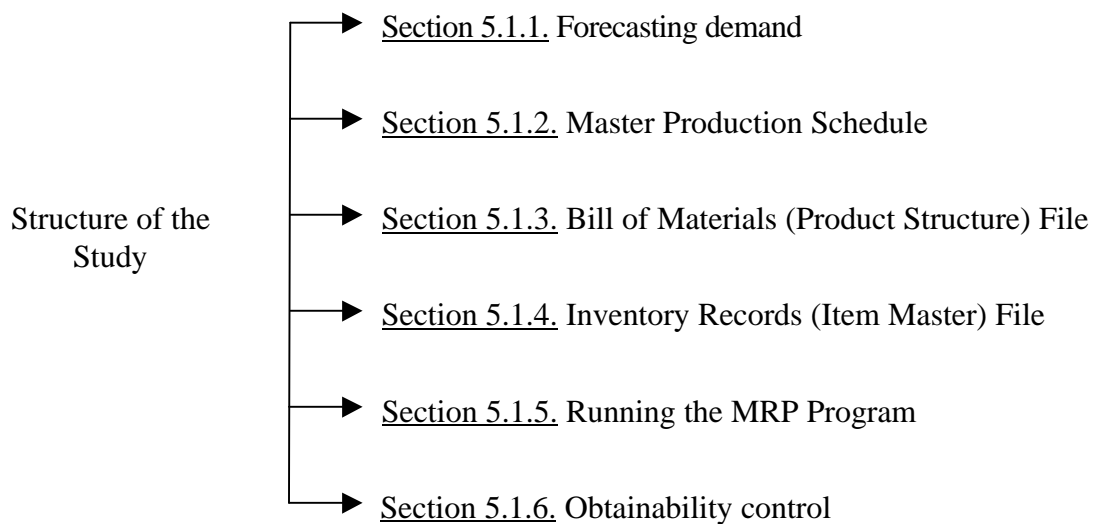 Section 5.1.1. Forecasting demand
Section 5.1.2. Master Production Schedule
Structure of the
Study
Section 5.1.3. Bill of Materials (Product Structure) File
Section 5.1.4. Inventory Records (Item Master) File
Section 5.1.5. Running the MRP Program
Section 5.1.6. Obtainability control